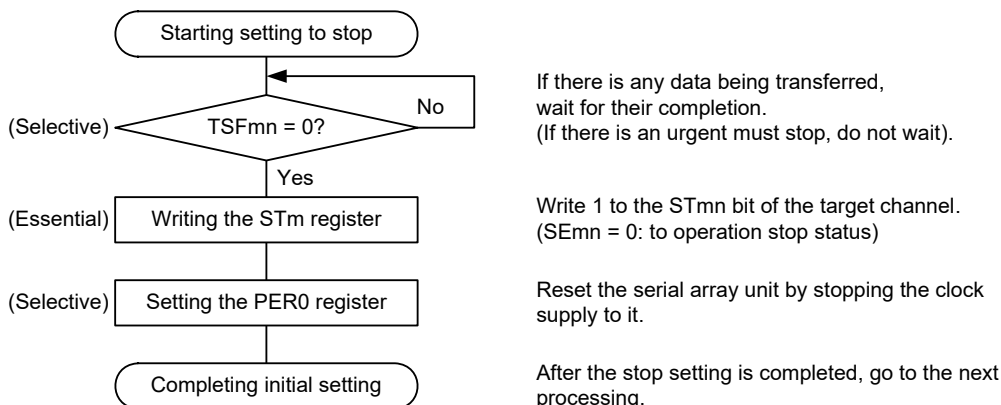 Starting setting to stop
If there is any data being transferred,
wait for their completion.
(If there is an urgent must stop, do not wait).
No
(Selective)
TSFmn = 0?
Yes
(Essential)
Writing the STm register
Write 1 to the STmn bit of the target channel.
(SEmn = 0: to operation stop status)
(Selective)
Setting the PER0 register
Reset the serial array unit by stopping the clock
supply to it.
Completing initial setting
After the stop setting is completed, go to the next
processing.